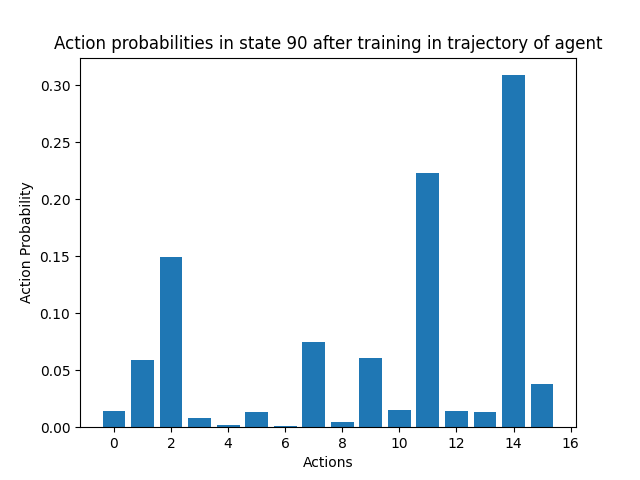 Action probabilities in state 90 after training in trajectory of agent
0.30
0.25
0.20
0.15
0.10
0.05
0.00
Action Probability
0 2 4 6 8 10 12 14 16
Actions